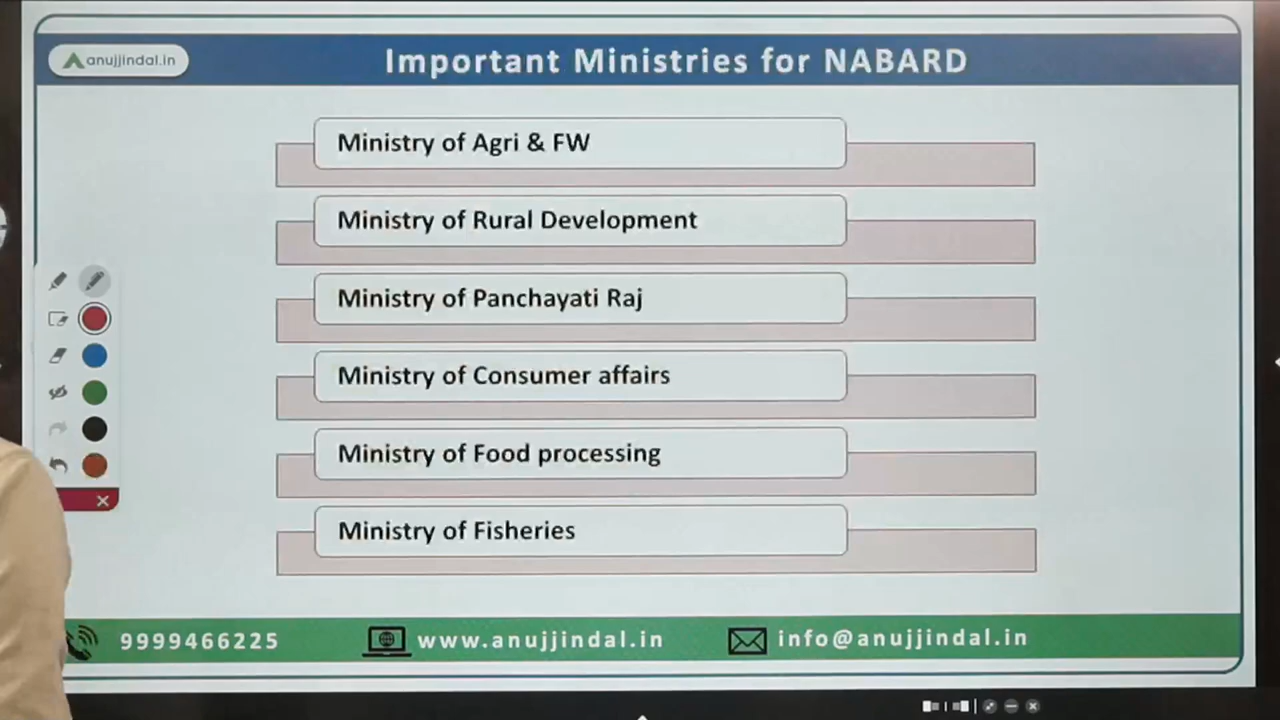 anujjindal.in
Important Ministries for NABARD
Ministry of Agri & FW
Ministry of Rural Development
Ministry of Panchayati Raj
Ministry of Consumer affairs
Ministry of Food processing
Ministry of Fisheries
9999466225
www.anujjindal.in
info@anujjindal.in